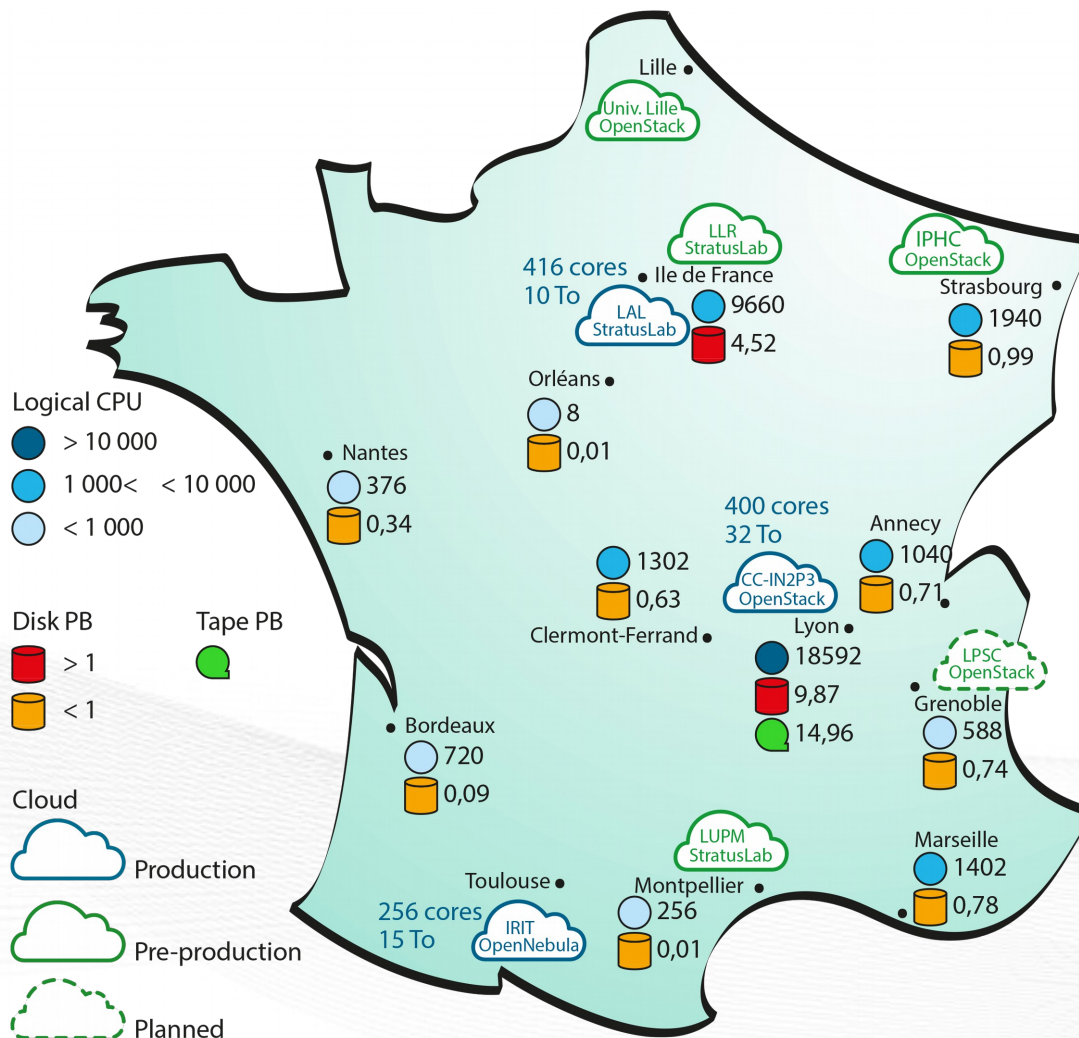 Lille
Univ. Lille
OpenStack
LLR
StratusLab
IPHC
OpenStack
416 cores
10 To
Ile de France
LAL
StratusLab
9660
4,52
Strasbourg
1940
0,99
Orléans
8
0,01
Logical CPU
> 10 000
1 000< < 10 000
< 1 000
Nantes
376
0,34
400 cores
32 To
CC-IN2P3
OpenStack
Annecy
1040
0,71
1302
0,63
Clermont-Ferrand
Lyon
18592
9,87
14,96
Disk PB
> 1
< 1
Tape PB
LPSC
OpenStack
Grenoble
588
0,74
Bordeaux
720
0,09
Cloud
Production
Pre-production
Planned
LUPM
StratusLab
Montpellier
256
0,01
Marseille
1402
0,78
Toulouse
256 cores
15 To
IRIT
OpenNebula